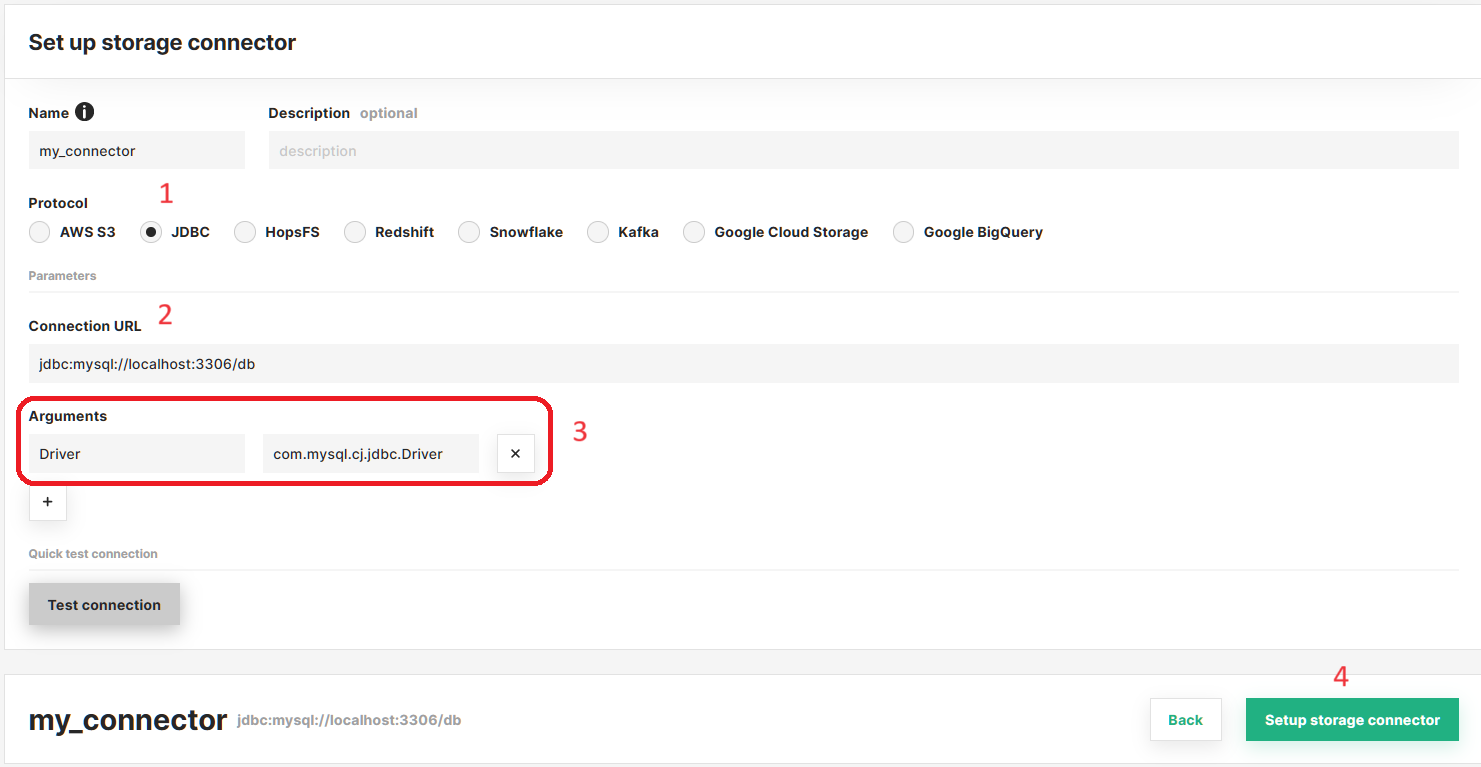 Set up storage connector
Name i Description optional
my_connector description
1
Protocol
AWS S3 JDBC HopsFS Redshift Snowflake Kafka Google Cloud Storage Google BigQuery
Parameters
2
Connection URL
jdbc:mysql://localhost:3306/db
Arguments
3
Driver com.mysql.cj.jdbc.Driver ×
+
Quick test connection
Test connection
4
my_connector jdbc:mysql://localhost:3306/db Back Setup storage connector